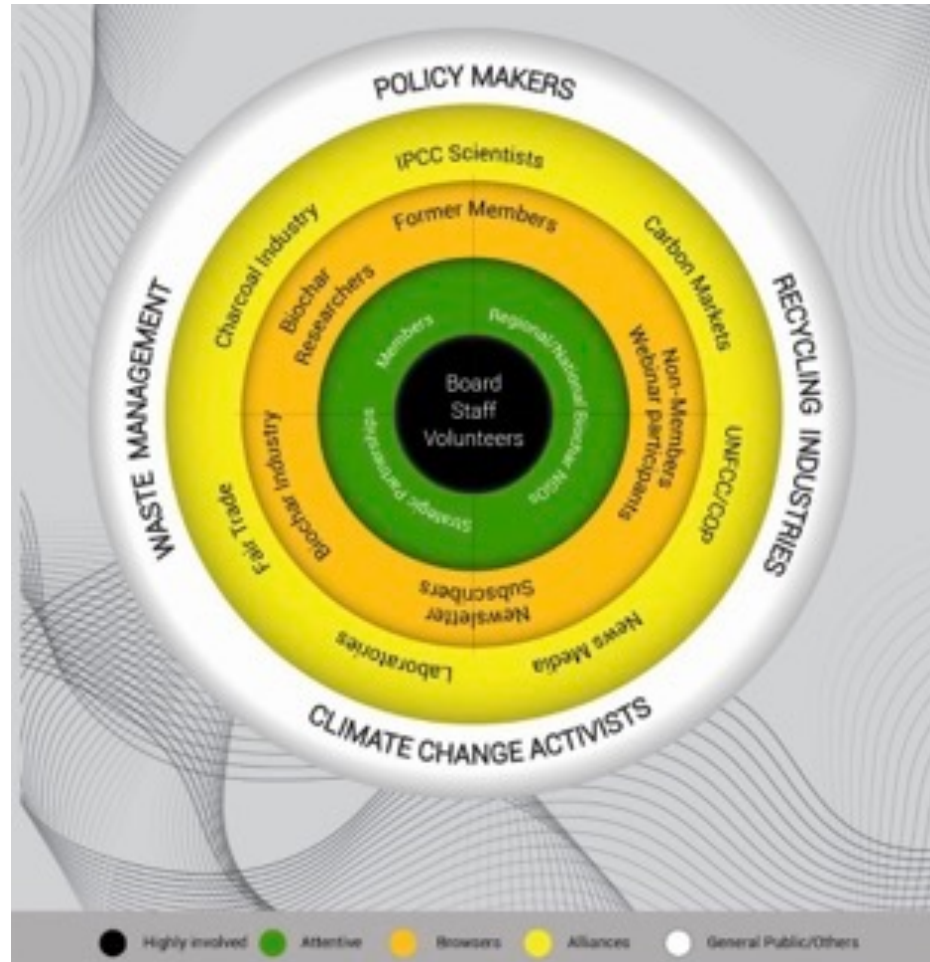 POLICY MAKERS
IPCC Scientists
Former Members
Charcoal Industry
Carbon Markets
Biochar
Researchers
Members
Regional/National Biochar NGOs
WASTE MANAGEMENT
RECYCLING INDUSTRIES
Board
Staff
Volunteers
Non-Members
Webinar participants
Strategic Partnerships
Biochar Industry
Fair Trade
UNFCC/COP
Newsletter
Subscribers
Laboratories
News Media
CLIMATE CHANGE ACTIVISTS
Highly involved
Attentive
Browsers
Alliances
General Public/Others